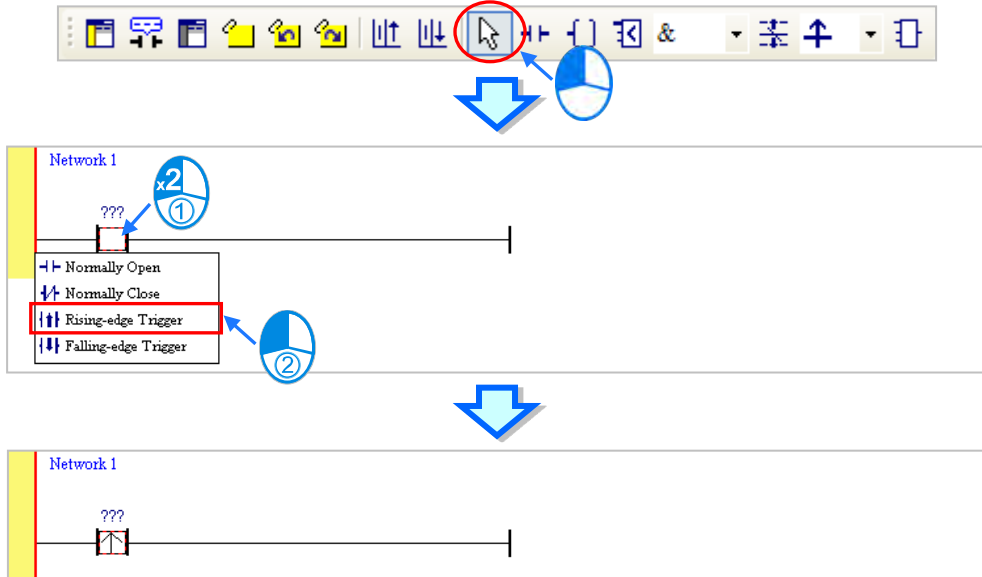 &
Network 1
x2
???
1
Normally Open
Normally Close
Rising-edge Trigger
Falling-edge Trigger
2
Network 1
???